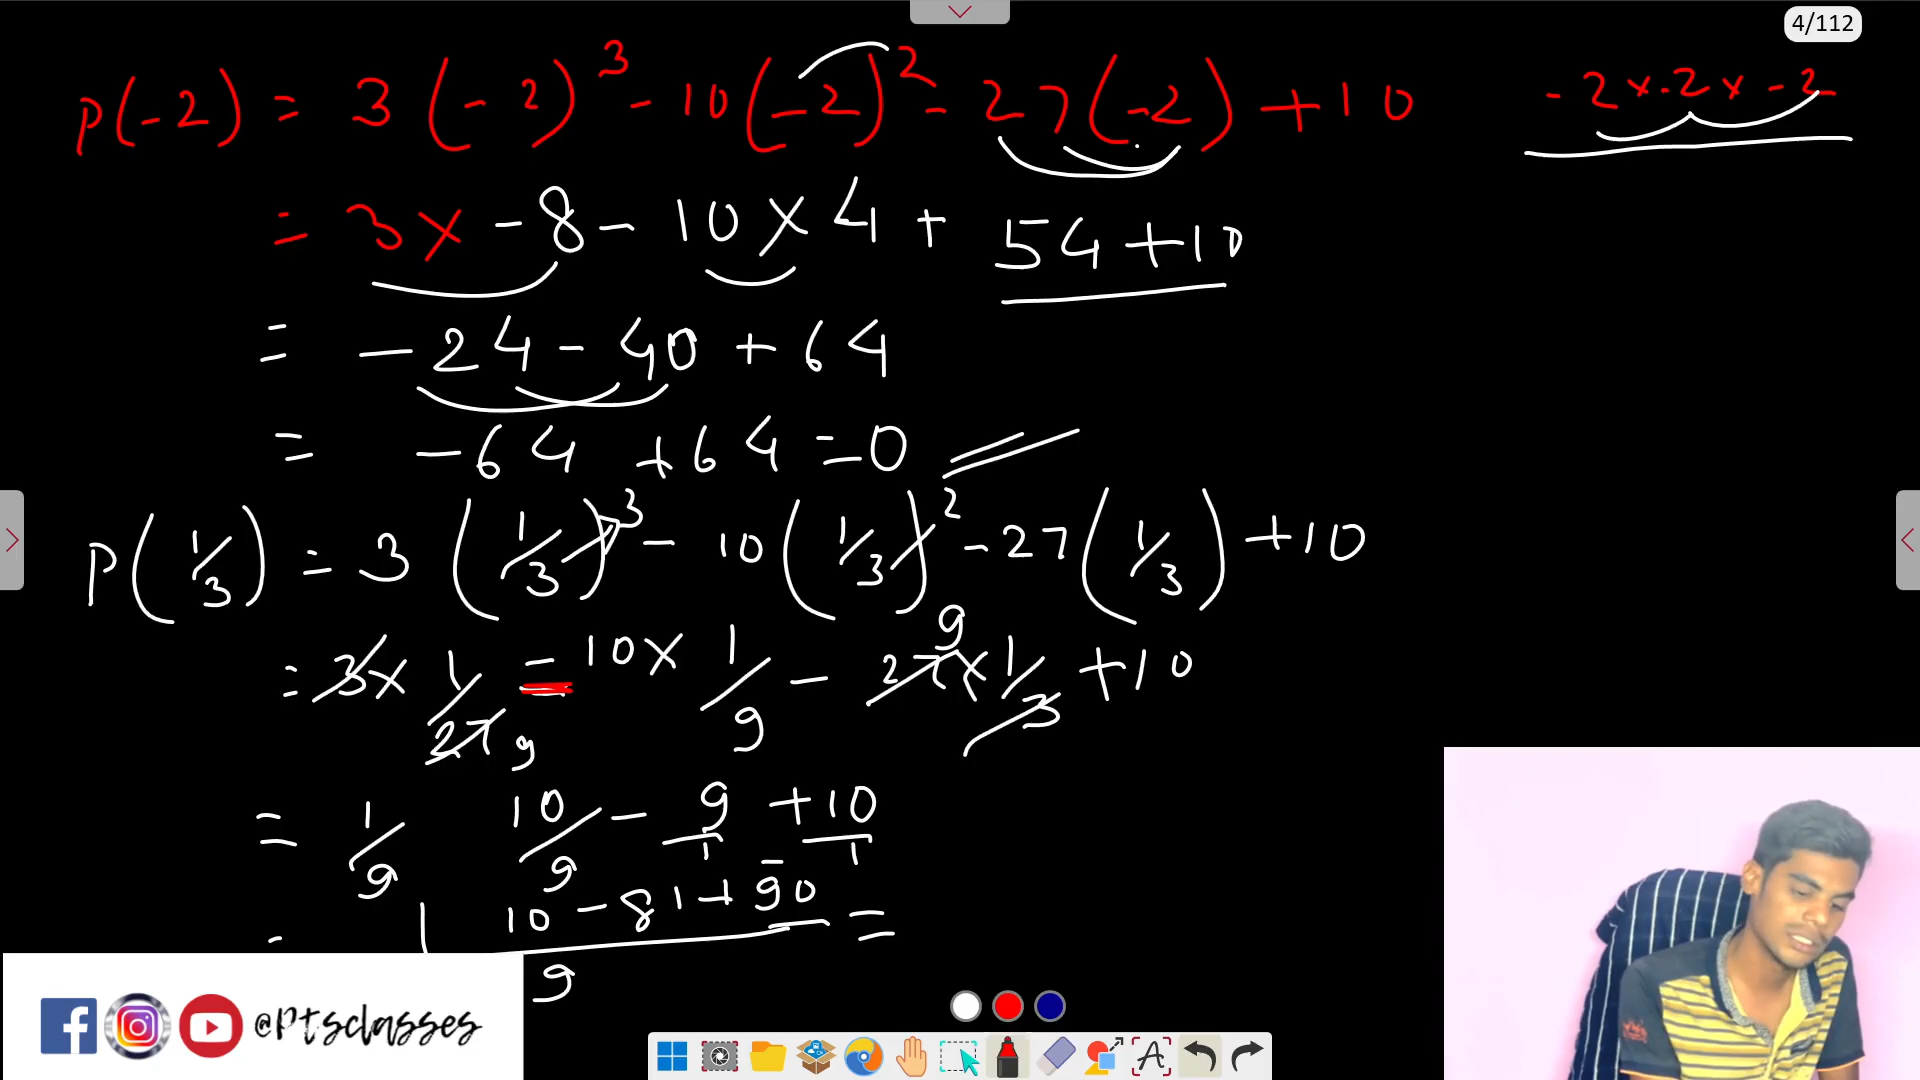 4/112
P(-2) = 3(-2)³ - 10(-2)² - 27(-2) + 10
-2×-2×-2
= 3× -8 - 10×4 + 54+10
= -24 - 40 + 64
= -64 +64 =0
P(1/3) = 3(1/3)³ - 10(1/3)² - 27(1/3) +10
= 3× 1/27 9 - 10× 1/9 - 27×1/3 9 +10
= 1/9 10/9 - 9/1 + 10/1
1 10 - 81 + 90 =
9
@Ptsclasses